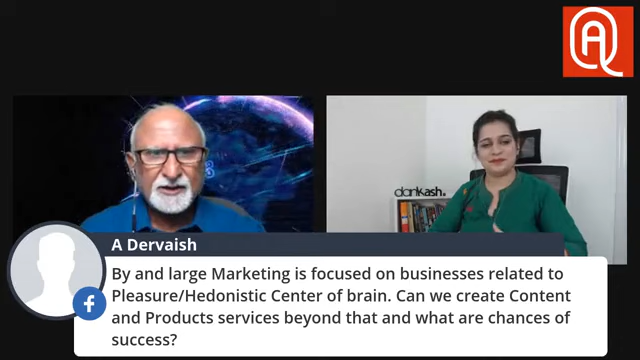 dankash.
A Dervaish
By and large Marketing is focused on businesses related to
Pleasure/Hedonistic Center of brain. Can we create Content
and Products services beyond that and what are chances of
success?